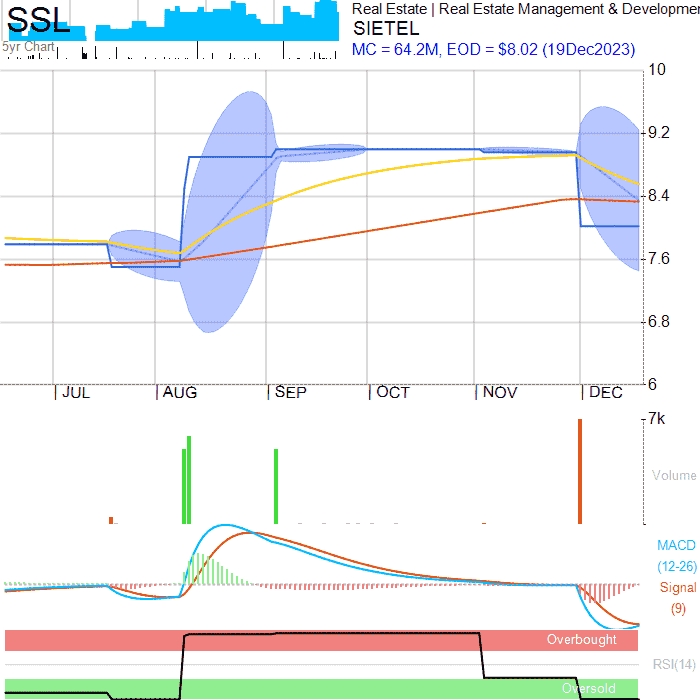 SSL
5yr Chart
Real Estate | Real Estate Management & Developmen
SIETEL
MC = 64.2M, EOD = $8.02 (19Dec2023)
10
9.2
8.4
7.6
6.8
6
JUL
AUG
SEP
OCT
NOV
DEC
7k
Volume
MACD
(12-26)
Signal
(9)
Overbought
RSI(14)
Oversold